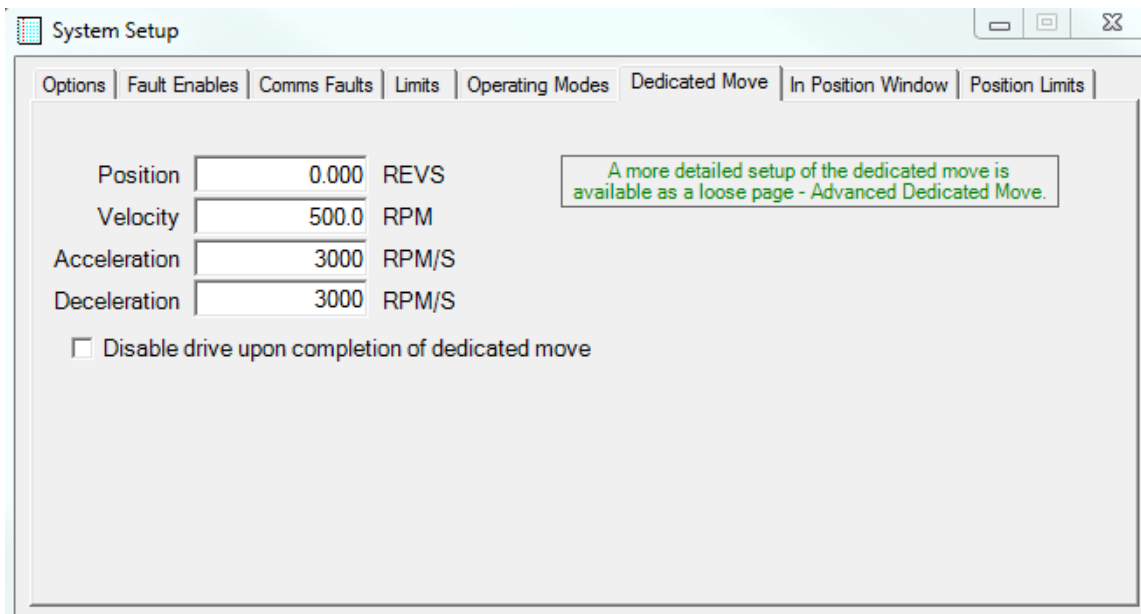 System Setup
Options Fault Enables Comms Faults Limits Operating Modes Dedicated Move In Position Window Position Limits
Position 0.000 REVS
A more detailed setup of the dedicated move is
available as a loose page - Advanced Dedicated Move.
Velocity 500.0 RPM
Acceleration 3000 RPM/S
Deceleration 3000 RPM/S
Disable drive upon completion of dedicated move